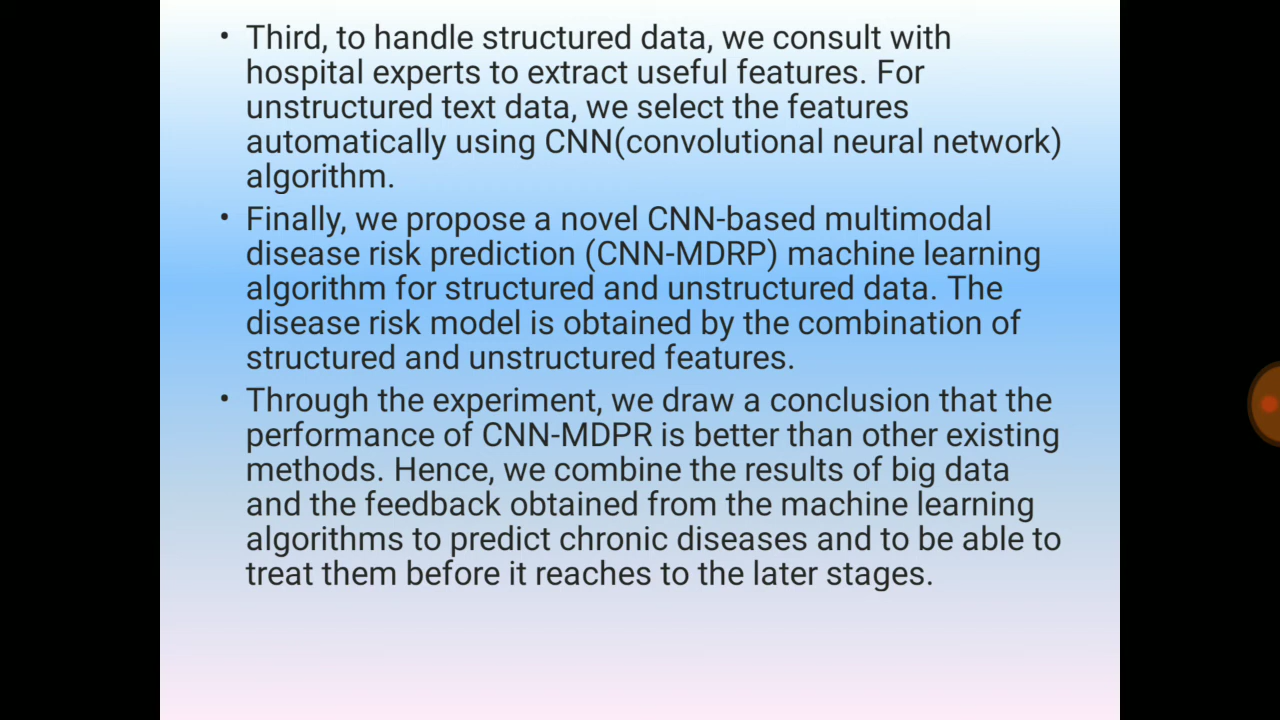 • Third, to handle structured data, we consult with
hospital experts to extract useful features. For
unstructured text data, we select the features
automatically using CNN(convolutional neural network)
algorithm.
• Finally, we propose a novel CNN-based multimodal
disease risk prediction (CNN-MDRP) machine learning
algorithm for structured and unstructured data. The
disease risk model is obtained by the combination of
structured and unstructured features.
• Through the experiment, we draw a conclusion that the
performance of CNN-MDPR is better than other existing
methods. Hence, we combine the results of big data
and the feedback obtained from the machine learning
algorithms to predict chronic diseases and to be able to
treat them before it reaches to the later stages.